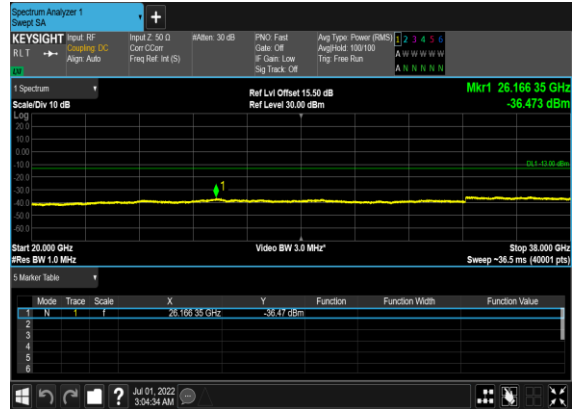 Spectrum Analyzer 1
Swept SA
+
KEYSIGHT Input: RF Input Z: 50 Ω #Atten: 30 dB PNO: Fast Avg Type: Power (RMS) 1 2 3 4 5 6
RLT Coupling: DC Corr CCorr Gate: Off Avg|Hold: 100/100 A W W W W W
Align: Auto Freq Ref: Int (S) IF Gain: Low Trig: Free Run
Sig Track: Off A N N N N N
1 Spectrum
Ref Lvl Offset 15.50 dB Mkr1 26.166 35 GHz
Scale/Div 10 dB Ref Level 30.00 dBm -36.473 dBm
Log
20.0
10.0
0.00
-10.0
DL1 -13.00 dBm
-20.0
1
-30.0
-40.0
-50.0
-60.0
Start 20.000 GHz Video BW 3.0 MHz* Stop 38.000 GHz
#Res BW 1.0 MHz Sweep ~36.5 ms (40001 pts)
5 Marker Table
Mode Trace Scale X Y Function Function Width Function Value
1 N 1 f 26.166 35 GHz -36.47 dBm
2
3
4
5
6
? Jul 01, 2022
3:04:34 AM